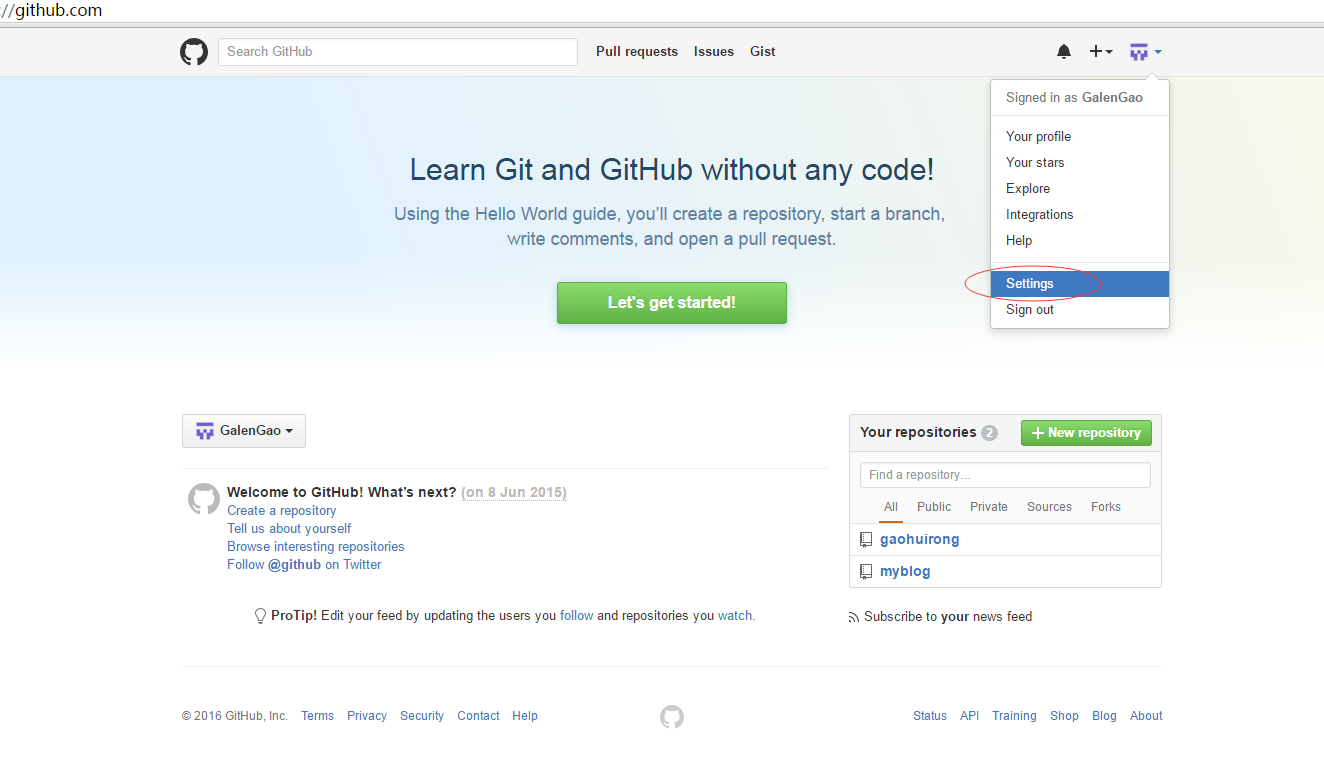 ://github.com
Search GitHub
Pull requests
Issues
Gist
Signed in as GalenGao
Your profile
Your stars
Explore
Integrations
Help
Settings
Sign out
Learn Git and GitHub without any code!
Using the Hello World guide, you’ll create a repository, start a branch,
write comments, and open a pull request.
Let's get started!
GalenGao
Welcome to GitHub! What’s next? (on 8 Jun 2015)
Create a repository
Tell us about yourself
Browse interesting repositories
Follow @github on Twitter
ProTip! Edit your feed by updating the users you follow and repositories you watch.
Your repositories 2
New repository
Find a repository…
All
Public
Private
Sources
Forks
gaohuirong
myblog
Subscribe to your news feed
© 2016 GitHub, Inc.
Terms
Privacy
Security
Contact
Help
Status
API
Training
Shop
Blog
About